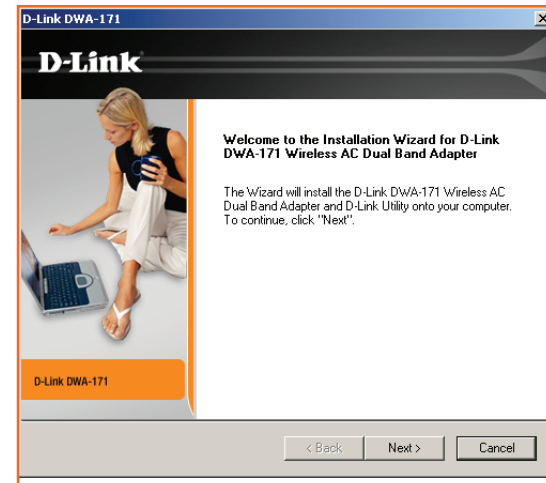 D-Link DWA-171
D-Link
Welcome to the Installation Wizard for D-Link
DWA-171 Wireless AC Dual Band Adapter
The Wizard will install the D-Link DWA-171 Wireless AC
Dual Band Adapter and D-Link Utility onto your computer.
To continue, click "Next".
D-Link DWA-171
< Back
Next >
Cancel